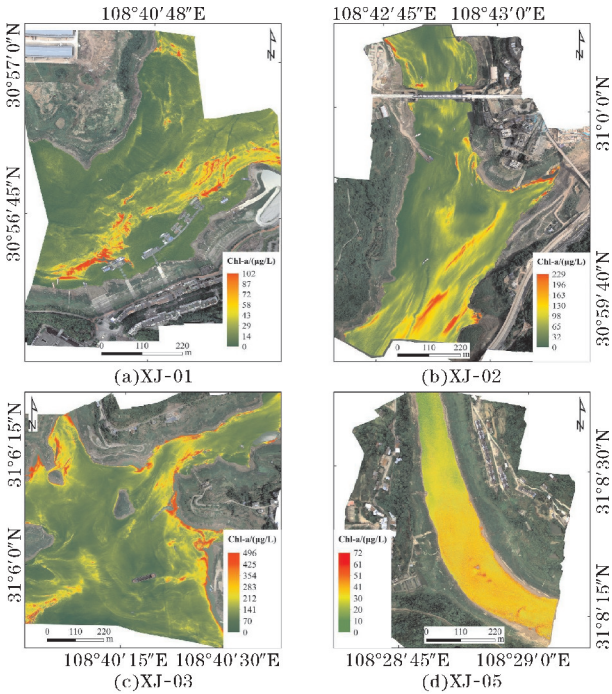 108°40′48″E
30°57′0″N
30°56′45″N
N
Chl-a/(μg/L)
102
87
72
58
43
29
14
0
0 110 220
m
(a)XJ-01
108°42′45″E 108°43′0″E
31°0′0″N
30°59′40″N
N
Chl-a/(μg/L)
229
196
163
130
98
65
32
0
0 110 220
m
(b)XJ-02
31°6′15″N
31°6′0″N
N
Chl-a/(μg/L)
496
425
354
283
212
141
70
0
0 110 220
m
108°40′15″E 108°40′30″E
(c)XJ-03
31°8′30″N
31°8′15″N
N
Chl-a/(μg/L)
72
61
51
41
30
20
10
0
0 110 220
m
108°28′45″E 108°29′0″E
(d)XJ-05